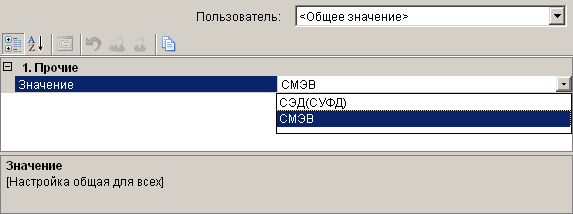 Пользователь: <Общее значение>
1. Прочие
Значение СМЭВ
СЭД(СУФД)
СМЭВ
Значение
[Настройка общая для всех]